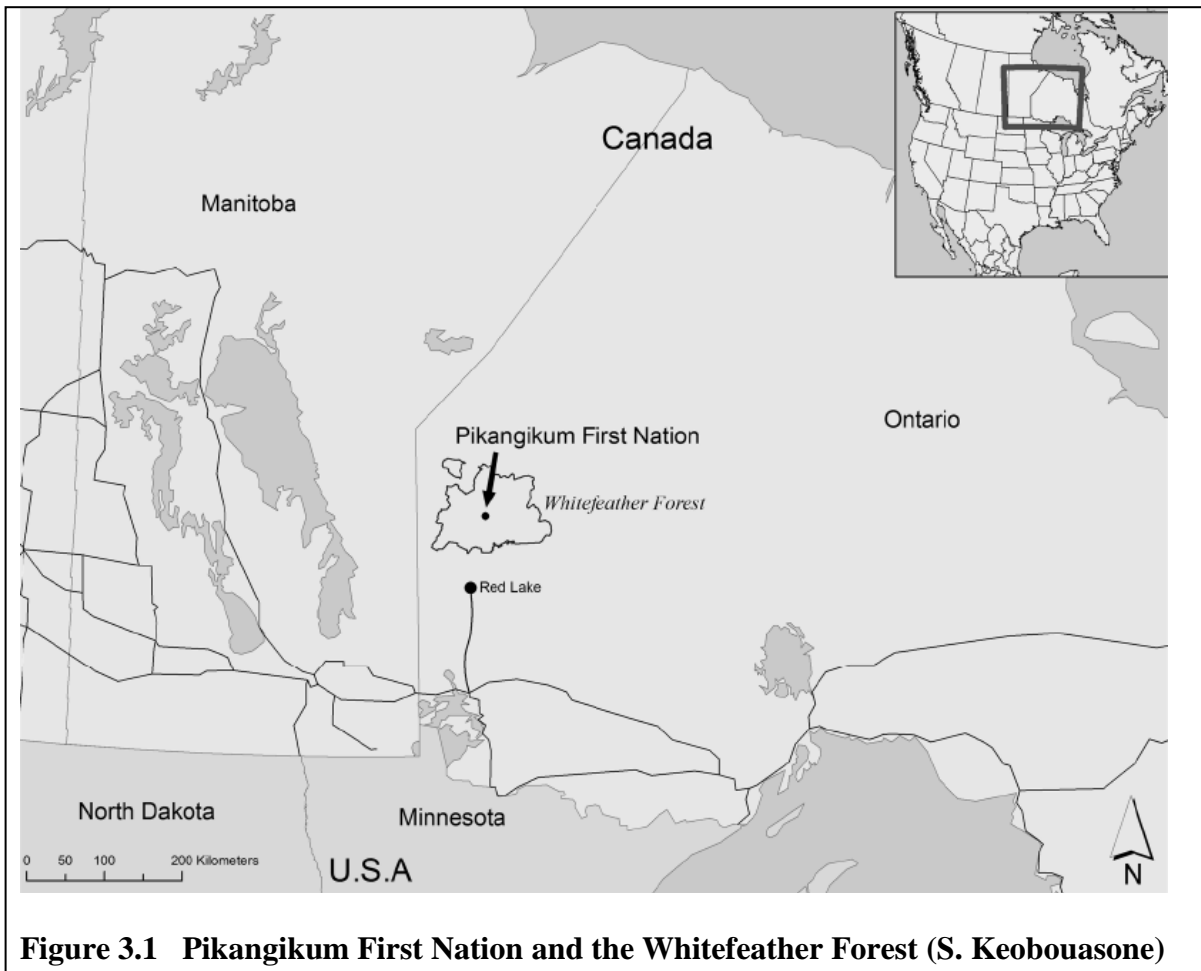 Canada
Manitoba
Ontario
Pikangikum First Nation
Whitefeather Forest
Red Lake
North Dakota
Minnesota
0 50 100 200 Kilometers
U.S.A
N
Figure 3.1 Pikangikum First Nation and the Whitefeather Forest (S. Keobouasone)